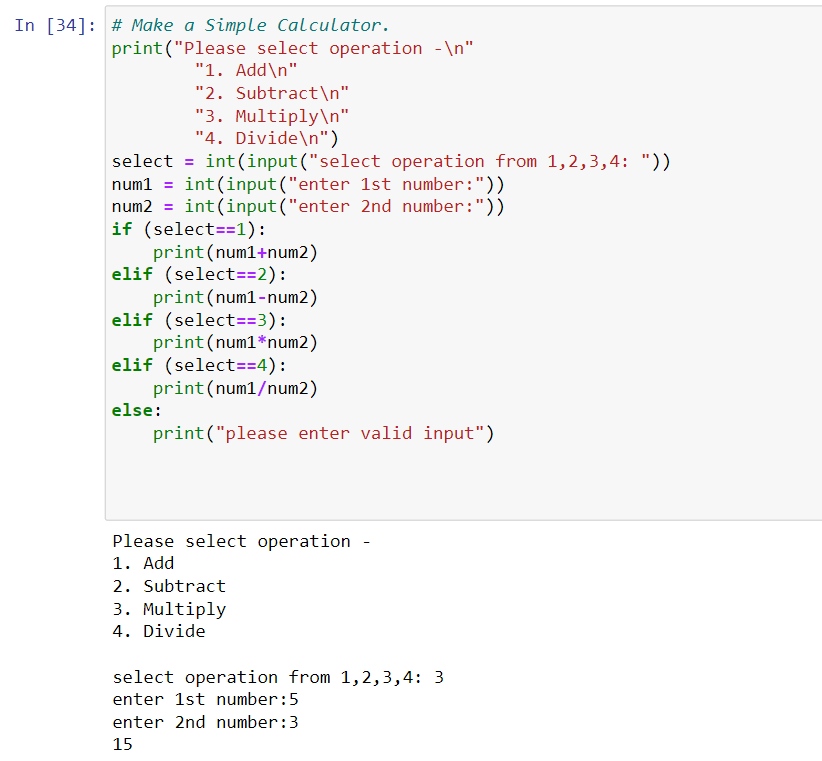 In [34]: # Make a Simple Calculator.
print("Please select operation -\n"
        "1. Add\n"
        "2. Subtract\n"
        "3. Multiply\n"
        "4. Divide\n")
select = int(input("select operation from 1,2,3,4: "))
num1 = int(input("enter 1st number:"))
num2 = int(input("enter 2nd number:"))
if (select==1):
    print(num1+num2)
elif (select==2):
    print(num1-num2)
elif (select==3):
    print(num1*num2)
elif (select==4):
    print(num1/num2)
else:
    print("please enter valid input")
Please select operation -
1. Add
2. Subtract
3. Multiply
4. Divide
select operation from 1,2,3,4: 3
enter 1st number:5
enter 2nd number:3
15